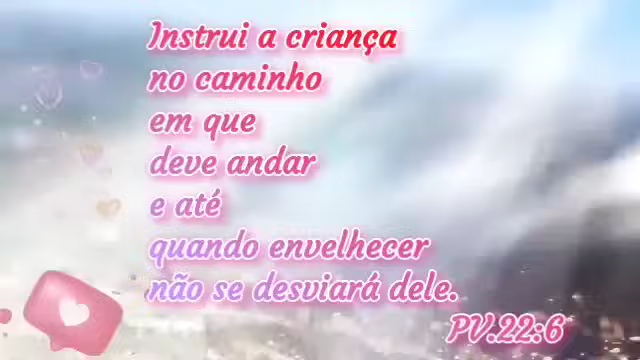 Instrui a criança
no caminho
em que
deve andar
e até
quando envelhecer
não se desviará dele.
PV.22:6